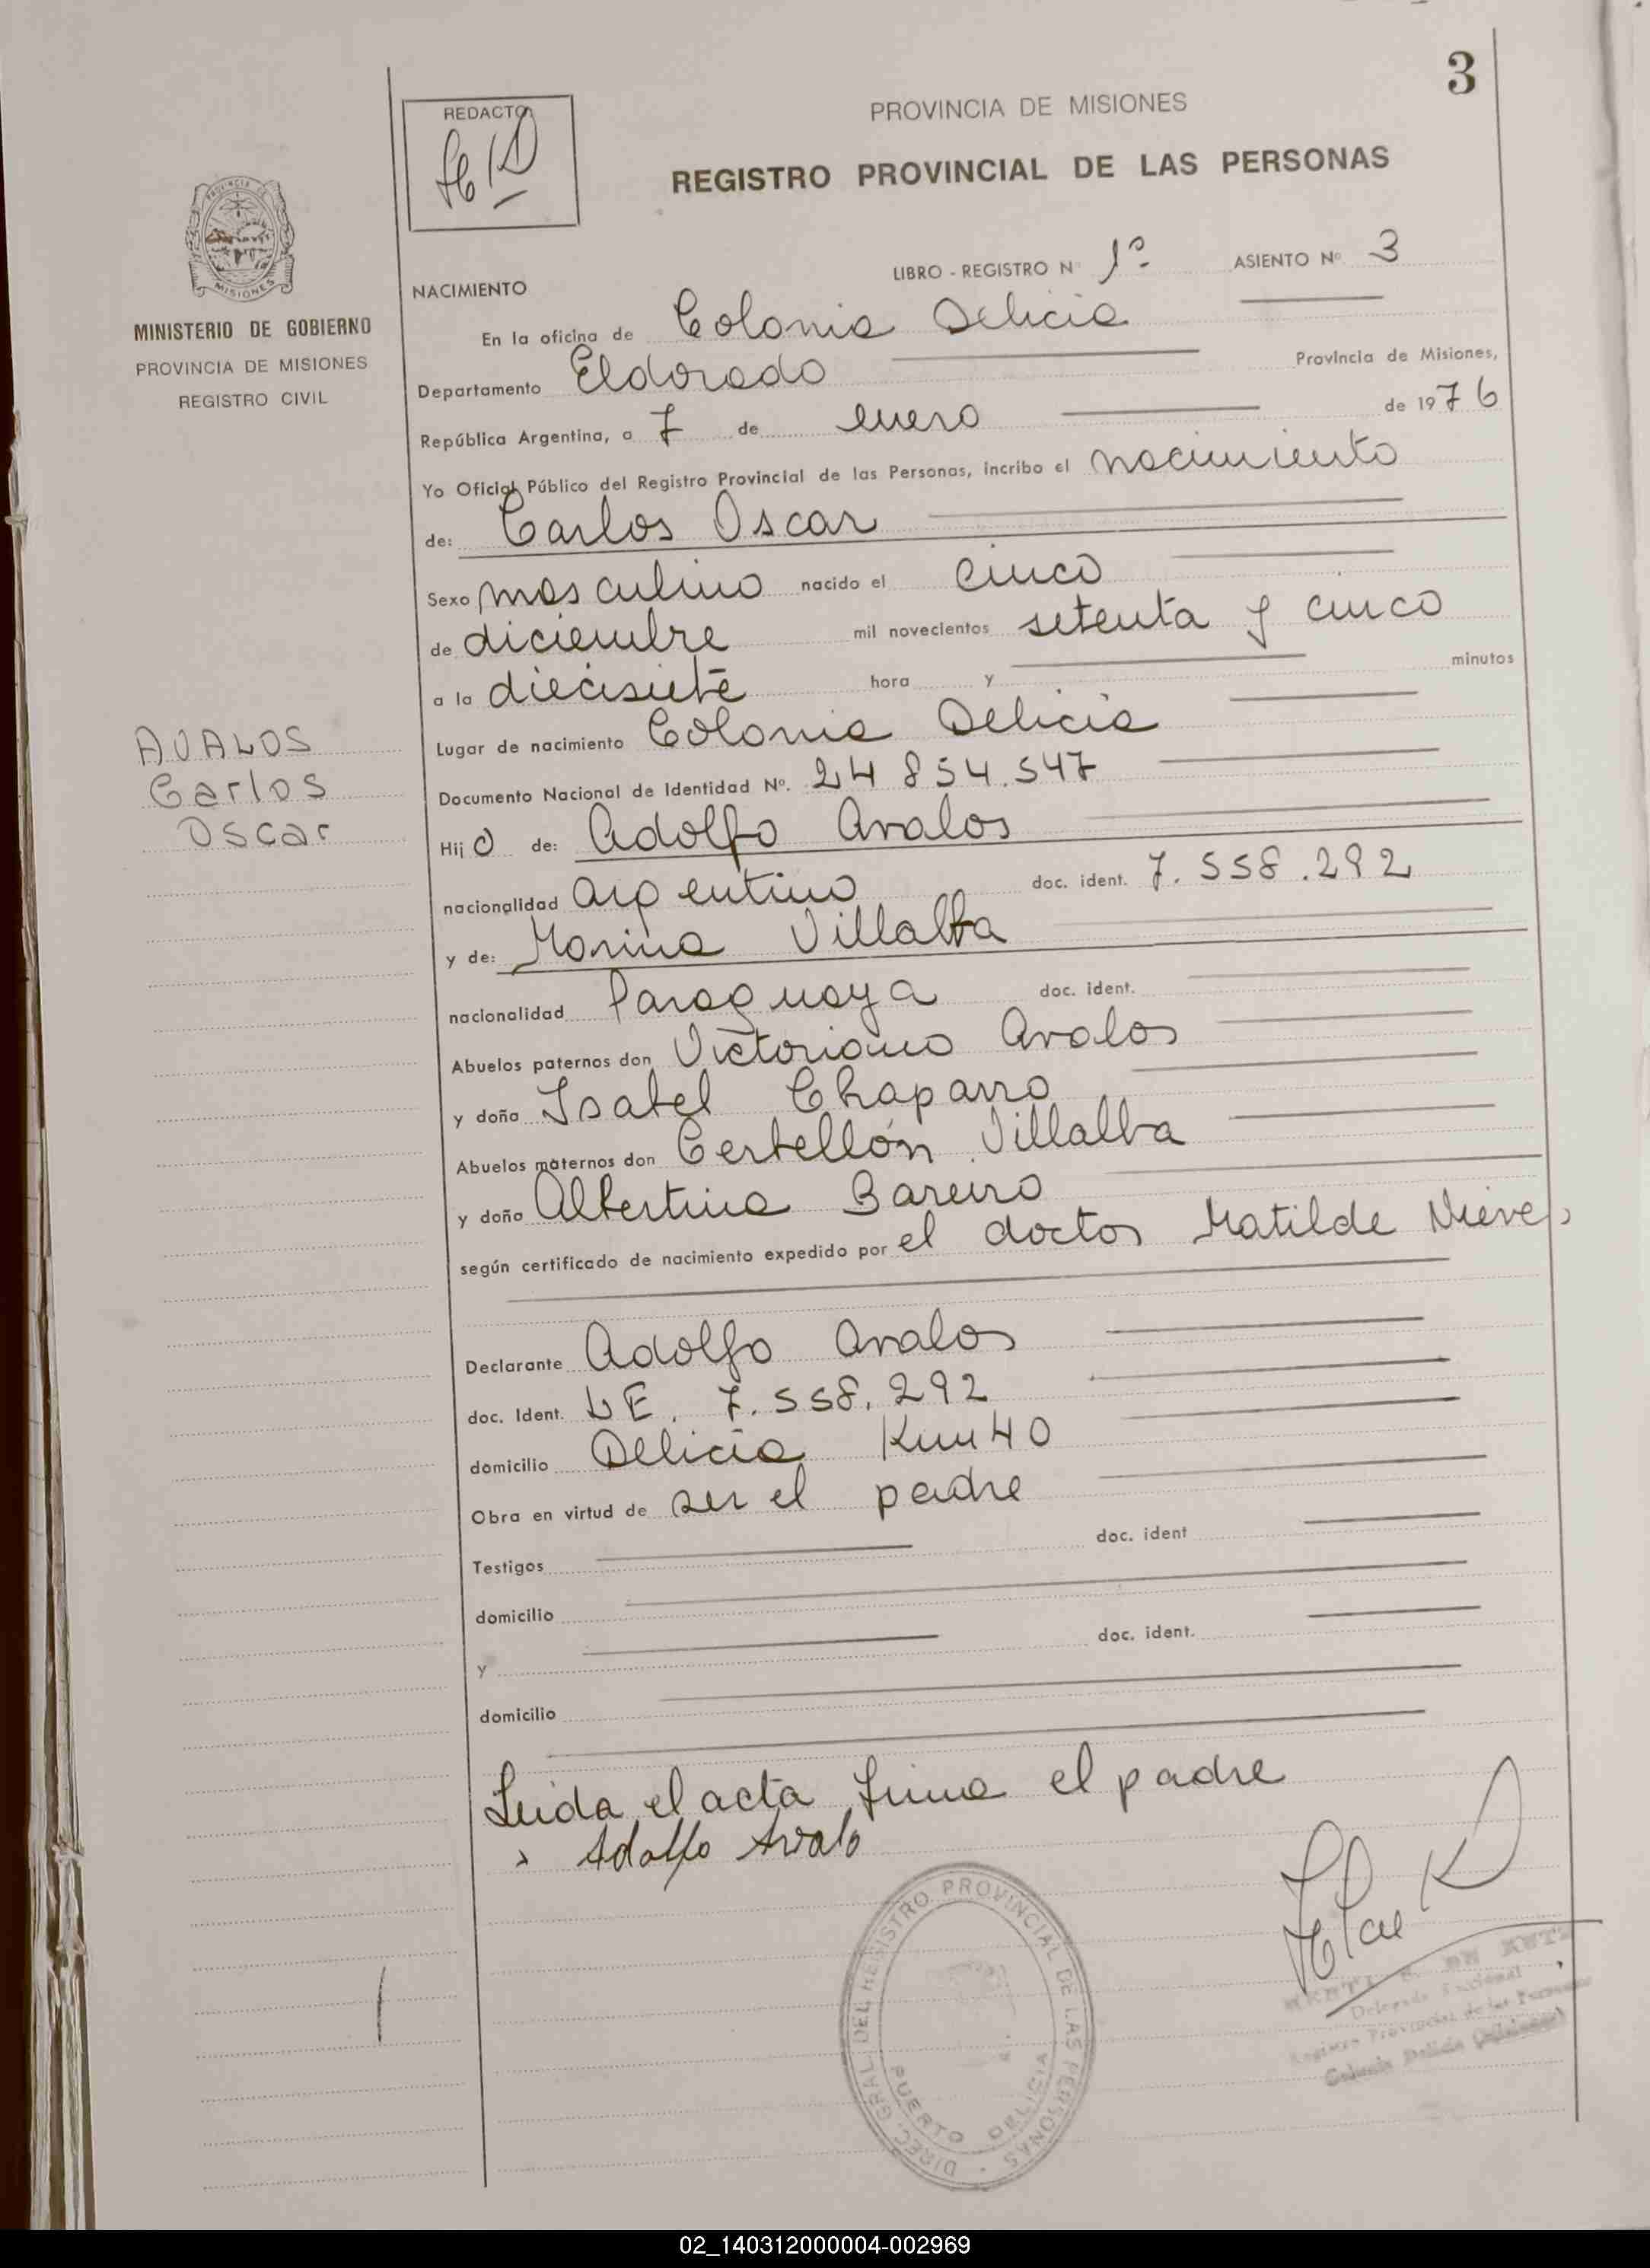 3
REDACTOR
PROVINCIA DE MISIONES
REGISTRO PROVINCIAL DE LAS PERSONAS
PROVINCIA DE
MISIONES
MINISTERIO DE GOBIERNO
PROVINCIA DE MISIONES
REGISTRO CIVIL
LIBRO - REGISTRO N 1º ASIENTO Nº 3
NACIMIENTO
En la oficina de Colonia Delicia
Departamento Eldorado Provincia de Misiones,
República Argentina, a 7 de enero de 1976
Yo Oficial Público del Registro Provincial de las Personas, incribo el nacimiento
de: Carlos Oscar
Sexo masculino nacido el cinco
de diciembre mil novecientos setenta y cinco
a la diecisiete hora y minutos
Lugar de nacimiento Colonia Delicia
Documento Nacional de Identidad Nº. 24 854.547
AVALOS
Carlos
Oscar
Hijo de: Adolfo Avalos
nacionalidad argentino doc. ident. 7.558.292
y de: Marina Villalba
nacionalidad Paraguaya doc. ident.
Abuelos paternos don Victoriano Avalos
y doña Isabel Chaparro
Abuelos maternos don Certellón Villalba
y doña Albertina Bareiro
según certificado de nacimiento expedido por el doctor Matilde Nieves
Declarante Adolfo Avalos
doc. Ident. LE. 7.558.292
domicilio Delicia Km 40
Obra en virtud de ser el padre
Testigos doc. ident
domicilio
y doc. ident.
domicilio
Leida el acta firma el padre
Adolfo Avalo
DIREC. GRAL. DEL REGISTRO PROVINCIAL DE LAS PERSONAS
PUERTO DELICIA
Registro Provincial de las Personas
Colonia Delicia (Misiones)
02_140312000004-002969